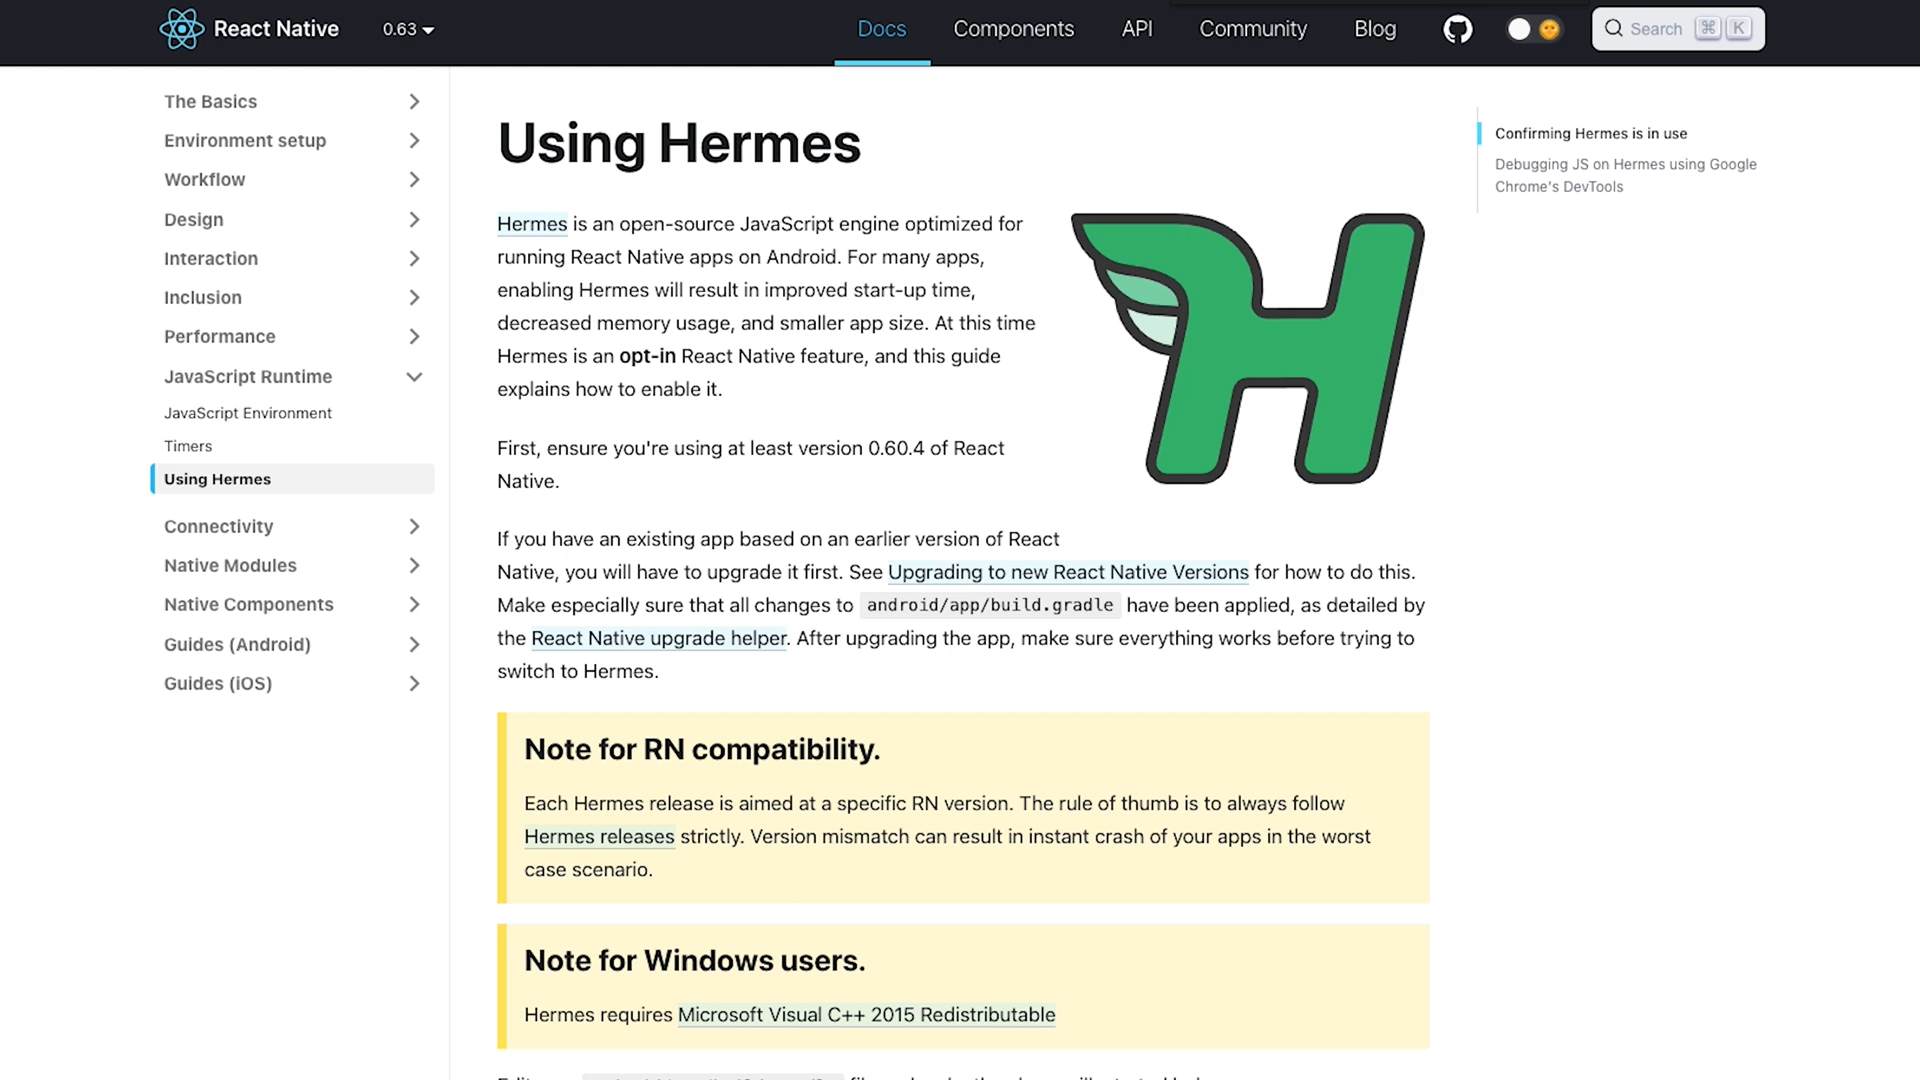 React Native
0.63
Docs
Components
API
Community
Blog
Search
⌘ K
The Basics
Environment setup
Workflow
Design
Interaction
Inclusion
Performance
JavaScript Runtime
JavaScript Environment
Timers
Using Hermes
Connectivity
Native Modules
Native Components
Guides (Android)
Guides (iOS)
Using Hermes
Hermes is an open-source JavaScript engine optimized for
running React Native apps on Android. For many apps,
enabling Hermes will result in improved start-up time,
decreased memory usage, and smaller app size. At this time
Hermes is an opt-in React Native feature, and this guide
explains how to enable it.
First, ensure you're using at least version 0.60.4 of React
Native.
If you have an existing app based on an earlier version of React
Native, you will have to upgrade it first. See Upgrading to new React Native Versions for how to do this.
Make especially sure that all changes to android/app/build.gradle have been applied, as detailed by
the React Native upgrade helper. After upgrading the app, make sure everything works before trying to
switch to Hermes.
Note for RN compatibility.
Each Hermes release is aimed at a specific RN version. The rule of thumb is to always follow
Hermes releases strictly. Version mismatch can result in instant crash of your apps in the worst
case scenario.
Note for Windows users.
Hermes requires Microsoft Visual C++ 2015 Redistributable
Confirming Hermes is in use
Debugging JS on Hermes using Google
Chrome's DevTools